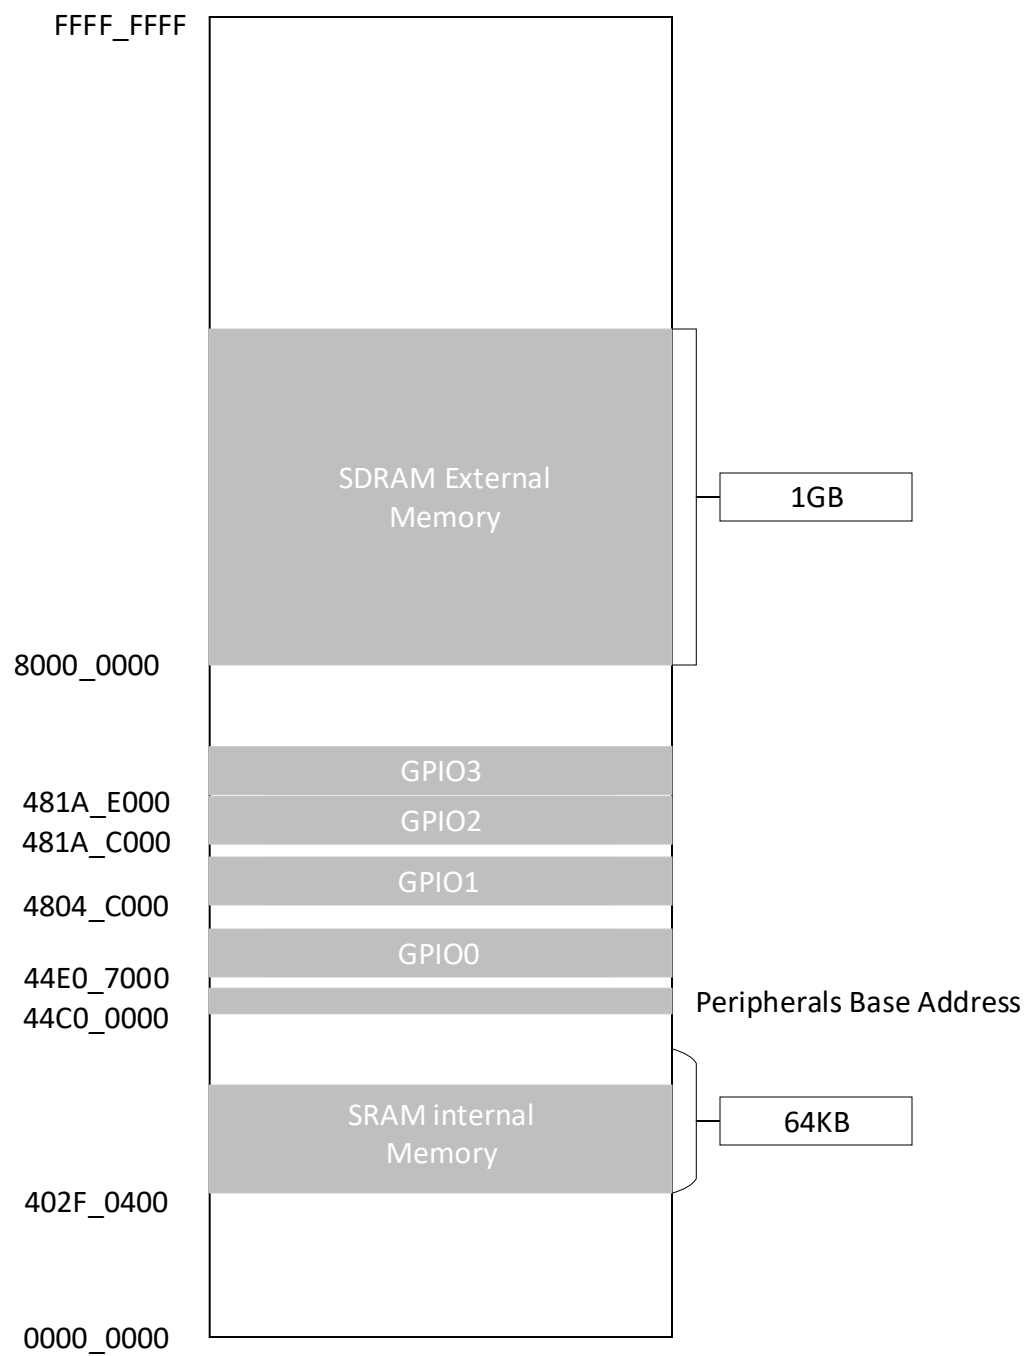 FFFF_FFFF
SDRAM External
Memory
1GB
8000_0000
GPIO3
481A_E000
GPIO2
481A_C000
GPIO1
4804_C000
GPIO0
44E0_7000
Peripherals Base Address
44C0_0000
SRAM internal
Memory
64KB
402F_0400
0000_0000